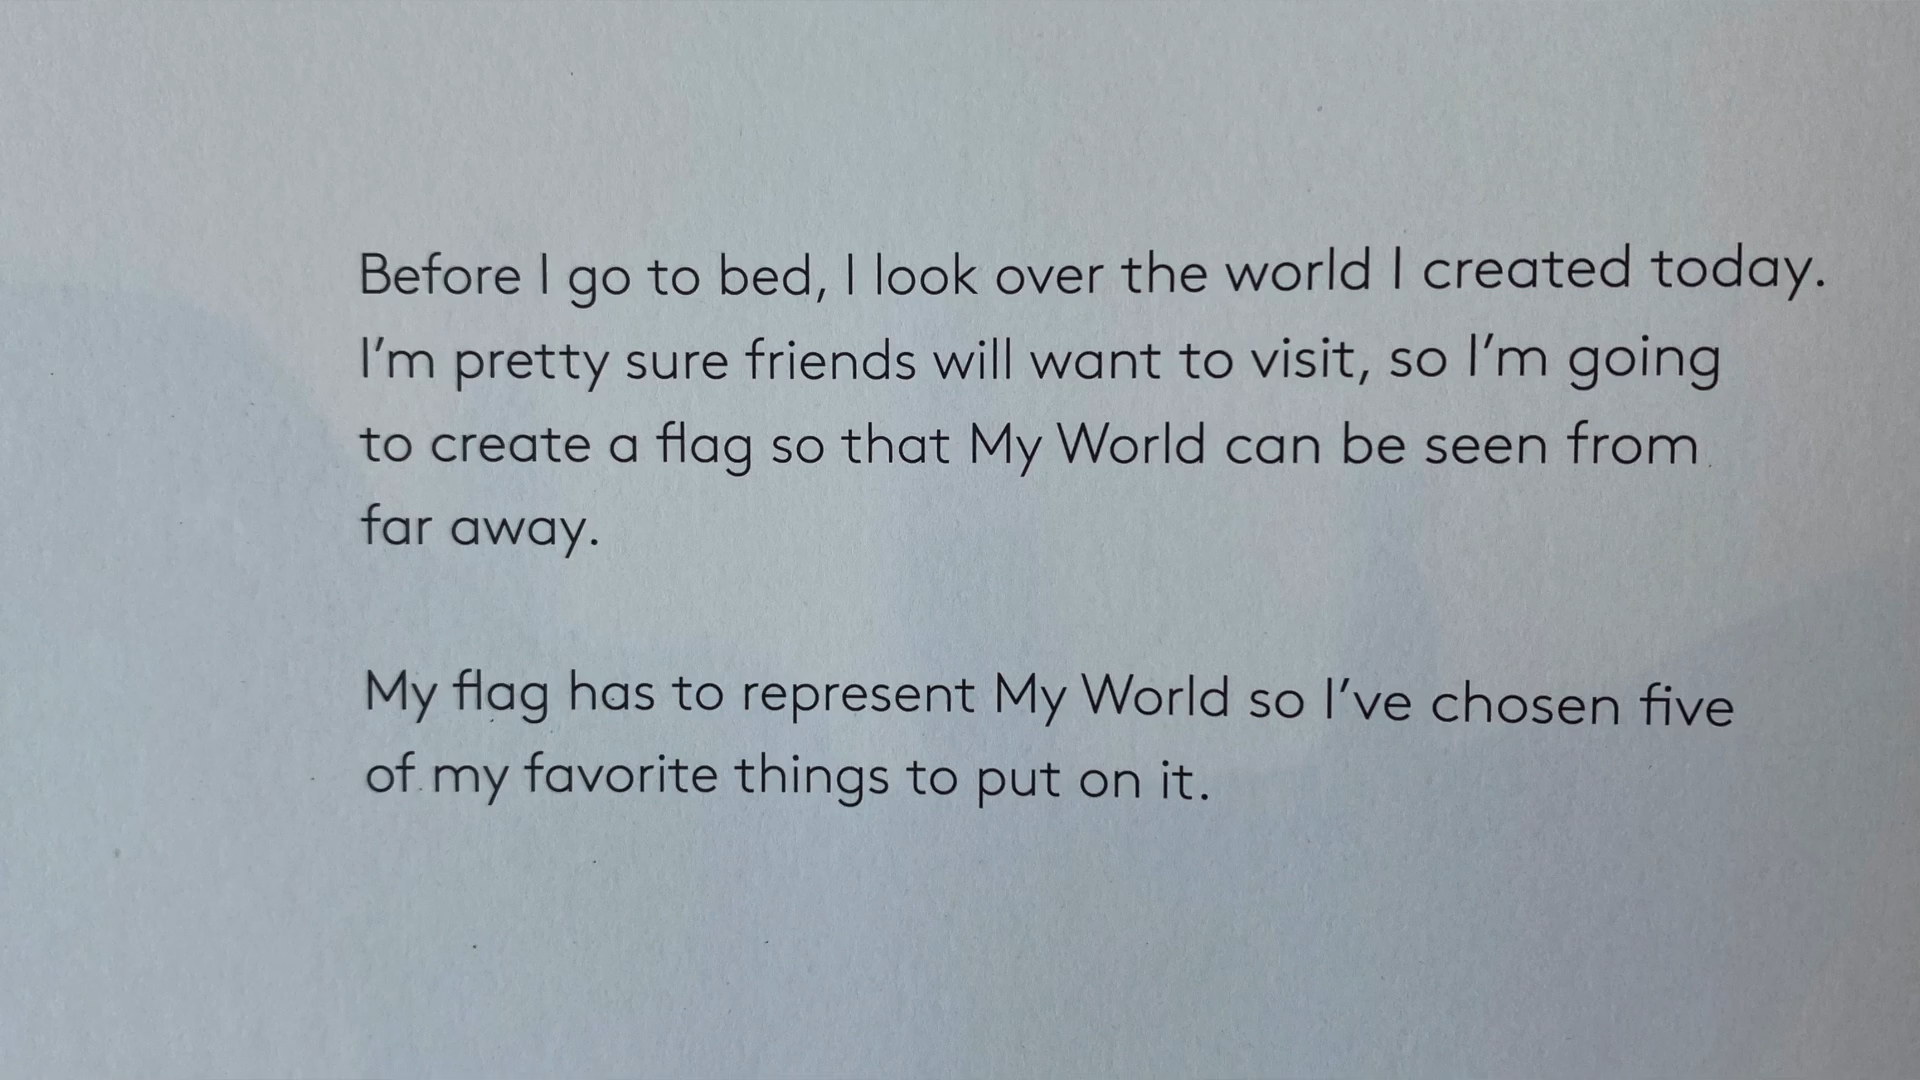 Before I go to bed, I look over the world I created today.
I'm pretty sure friends will want to visit, so I'm going
to create a flag so that My World can be seen from
far away.
My flag has to represent My World so I've chosen five
of my favorite things to put on it.